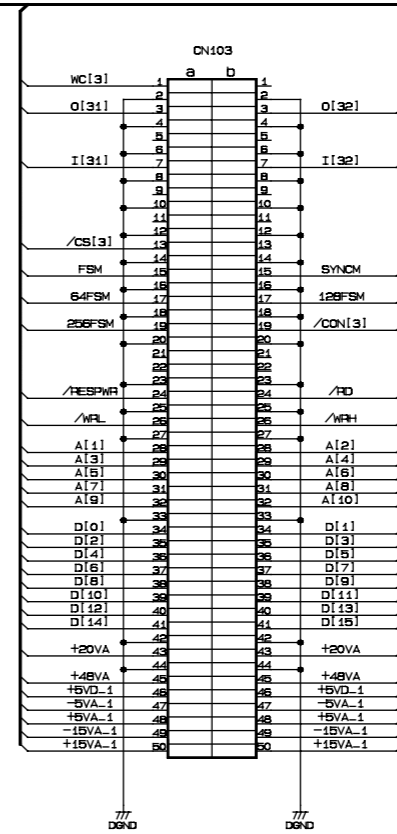 CN103
a b
WC[3] 1 1
2 2
O[31] 3 3 O[32]
4 4
5 5
6 6
I[31] 7 7 I[32]
8 8
9 9
10 10
11 11
12 12
/CS[3] 13 13
14 14
FSM 15 15 SYNCM
16 16
64FSM 17 17 128FSM
18 18
256FSM 19 19 /CON[3]
20 20
21 21
22 22
23 23
/RESPWR 24 24 /RD
25 25
/WRL 26 26 /WRH
27 27
A[1] 28 28 A[2]
A[3] 29 29 A[4]
A[5] 30 30 A[6]
A[7] 31 31 A[8]
A[9] 32 32 A[10]
33 33
D[0] 34 34 D[1]
D[2] 35 35 D[3]
D[4] 36 36 D[5]
D[6] 37 37 D[7]
D[8] 38 38 D[9]
D[10] 39 39 D[11]
D[12] 40 40 D[13]
D[14] 41 41 D[15]
42 42
+20VA 43 43 +20VA
44 44
+48VA 45 45 +48VA
+5VD_1 46 46 +5VD_1
-5VA_1 47 47 -5VA_1
+5VA_1 48 48 +5VA_1
-15VA_1 49 49 -15VA_1
+15VA_1 50 50 +15VA_1
DGND DGND